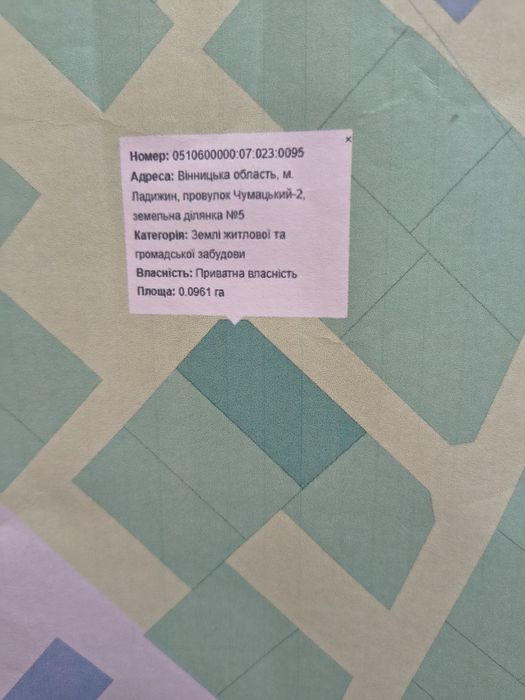 ×
Номер: 0510600000:07:023:0095
Адреса: Вінницька область, м.
Ладижин, провулок Чумацький-2,
земельна ділянка №5
Категорія: Землі житлової та
громадської забудови
Власність: Приватна власність
Площа: 0.0961 га